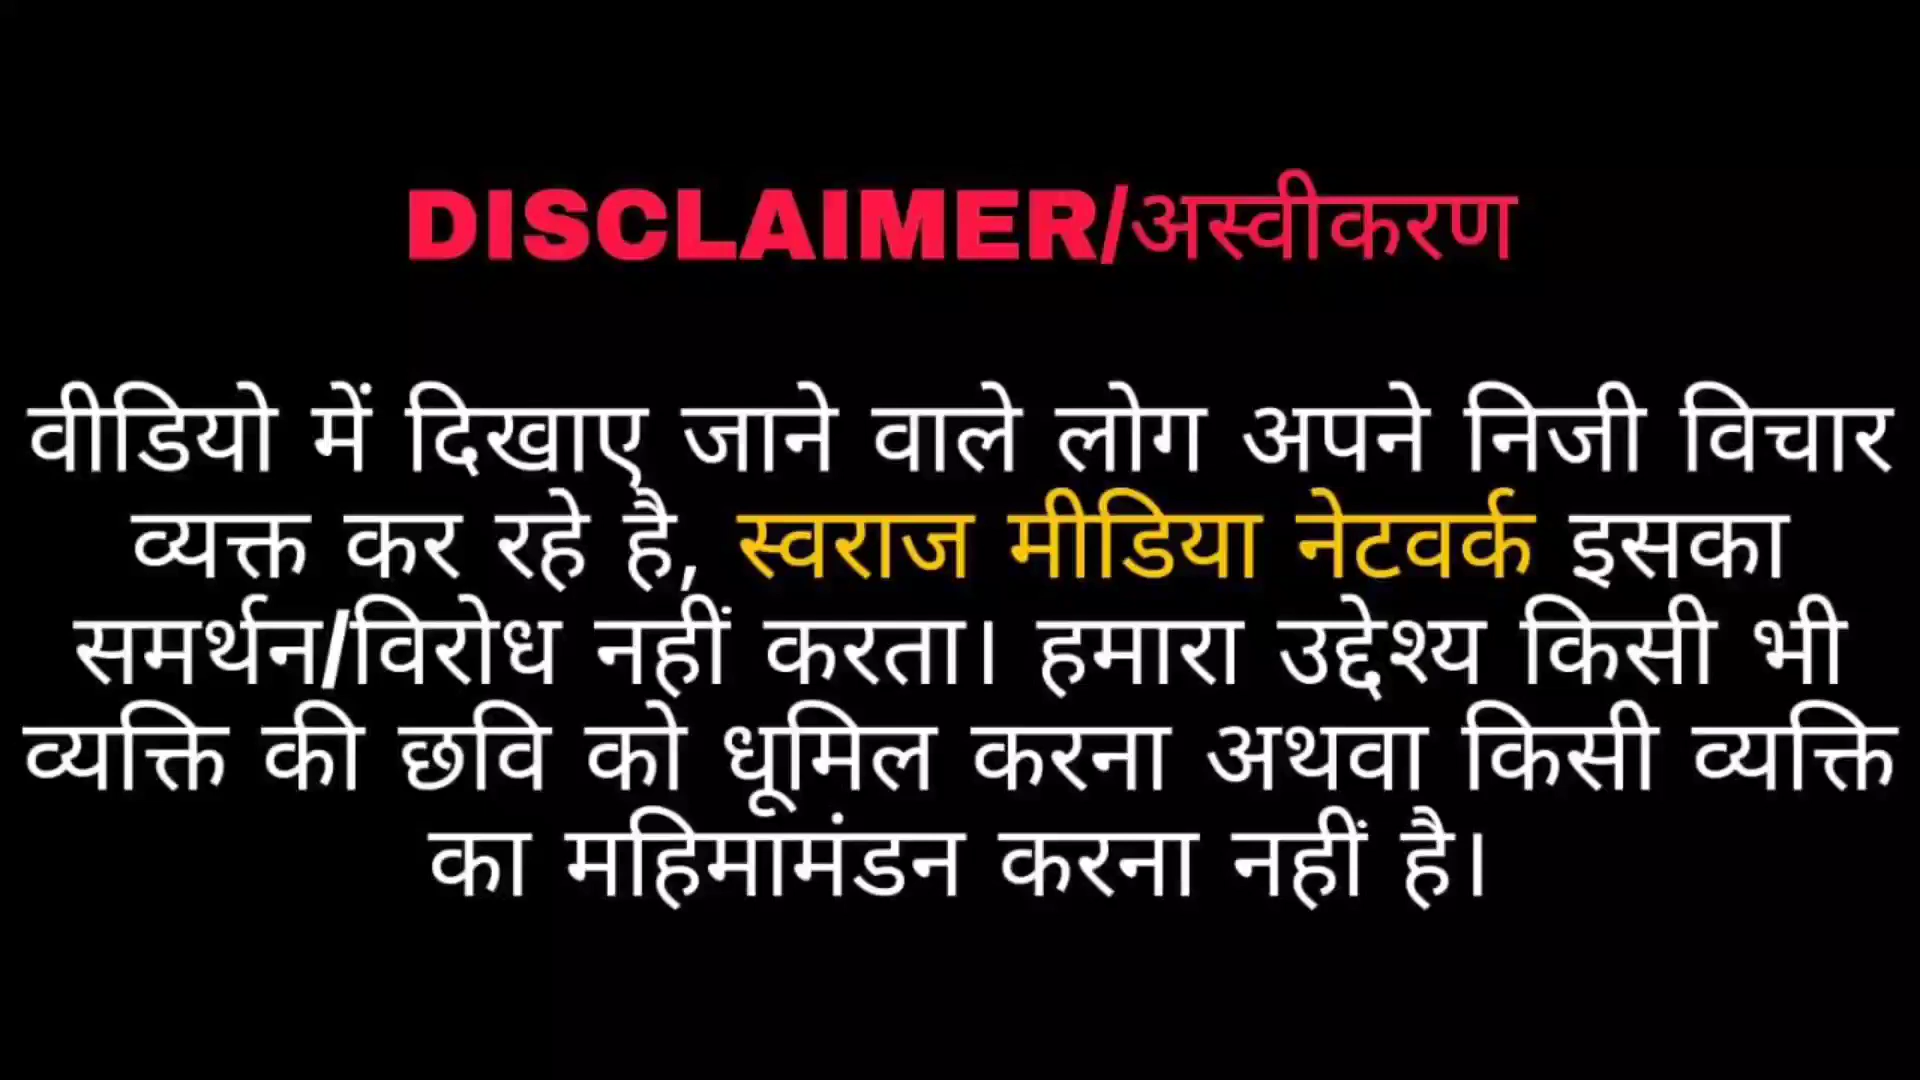 DISCLAIMER/अस्वीकरण
वीडियो में दिखाए जाने वाले लोग अपने निजी विचार
व्यक्त कर रहे है, स्वराज मीडिया नेटवर्क इसका
समर्थन/विरोध नहीं करता। हमारा उद्देश्य किसी भी
व्यक्ति की छवि को धूमिल करना अथवा किसी व्यक्ति
का महिमामंडन करना नहीं है।